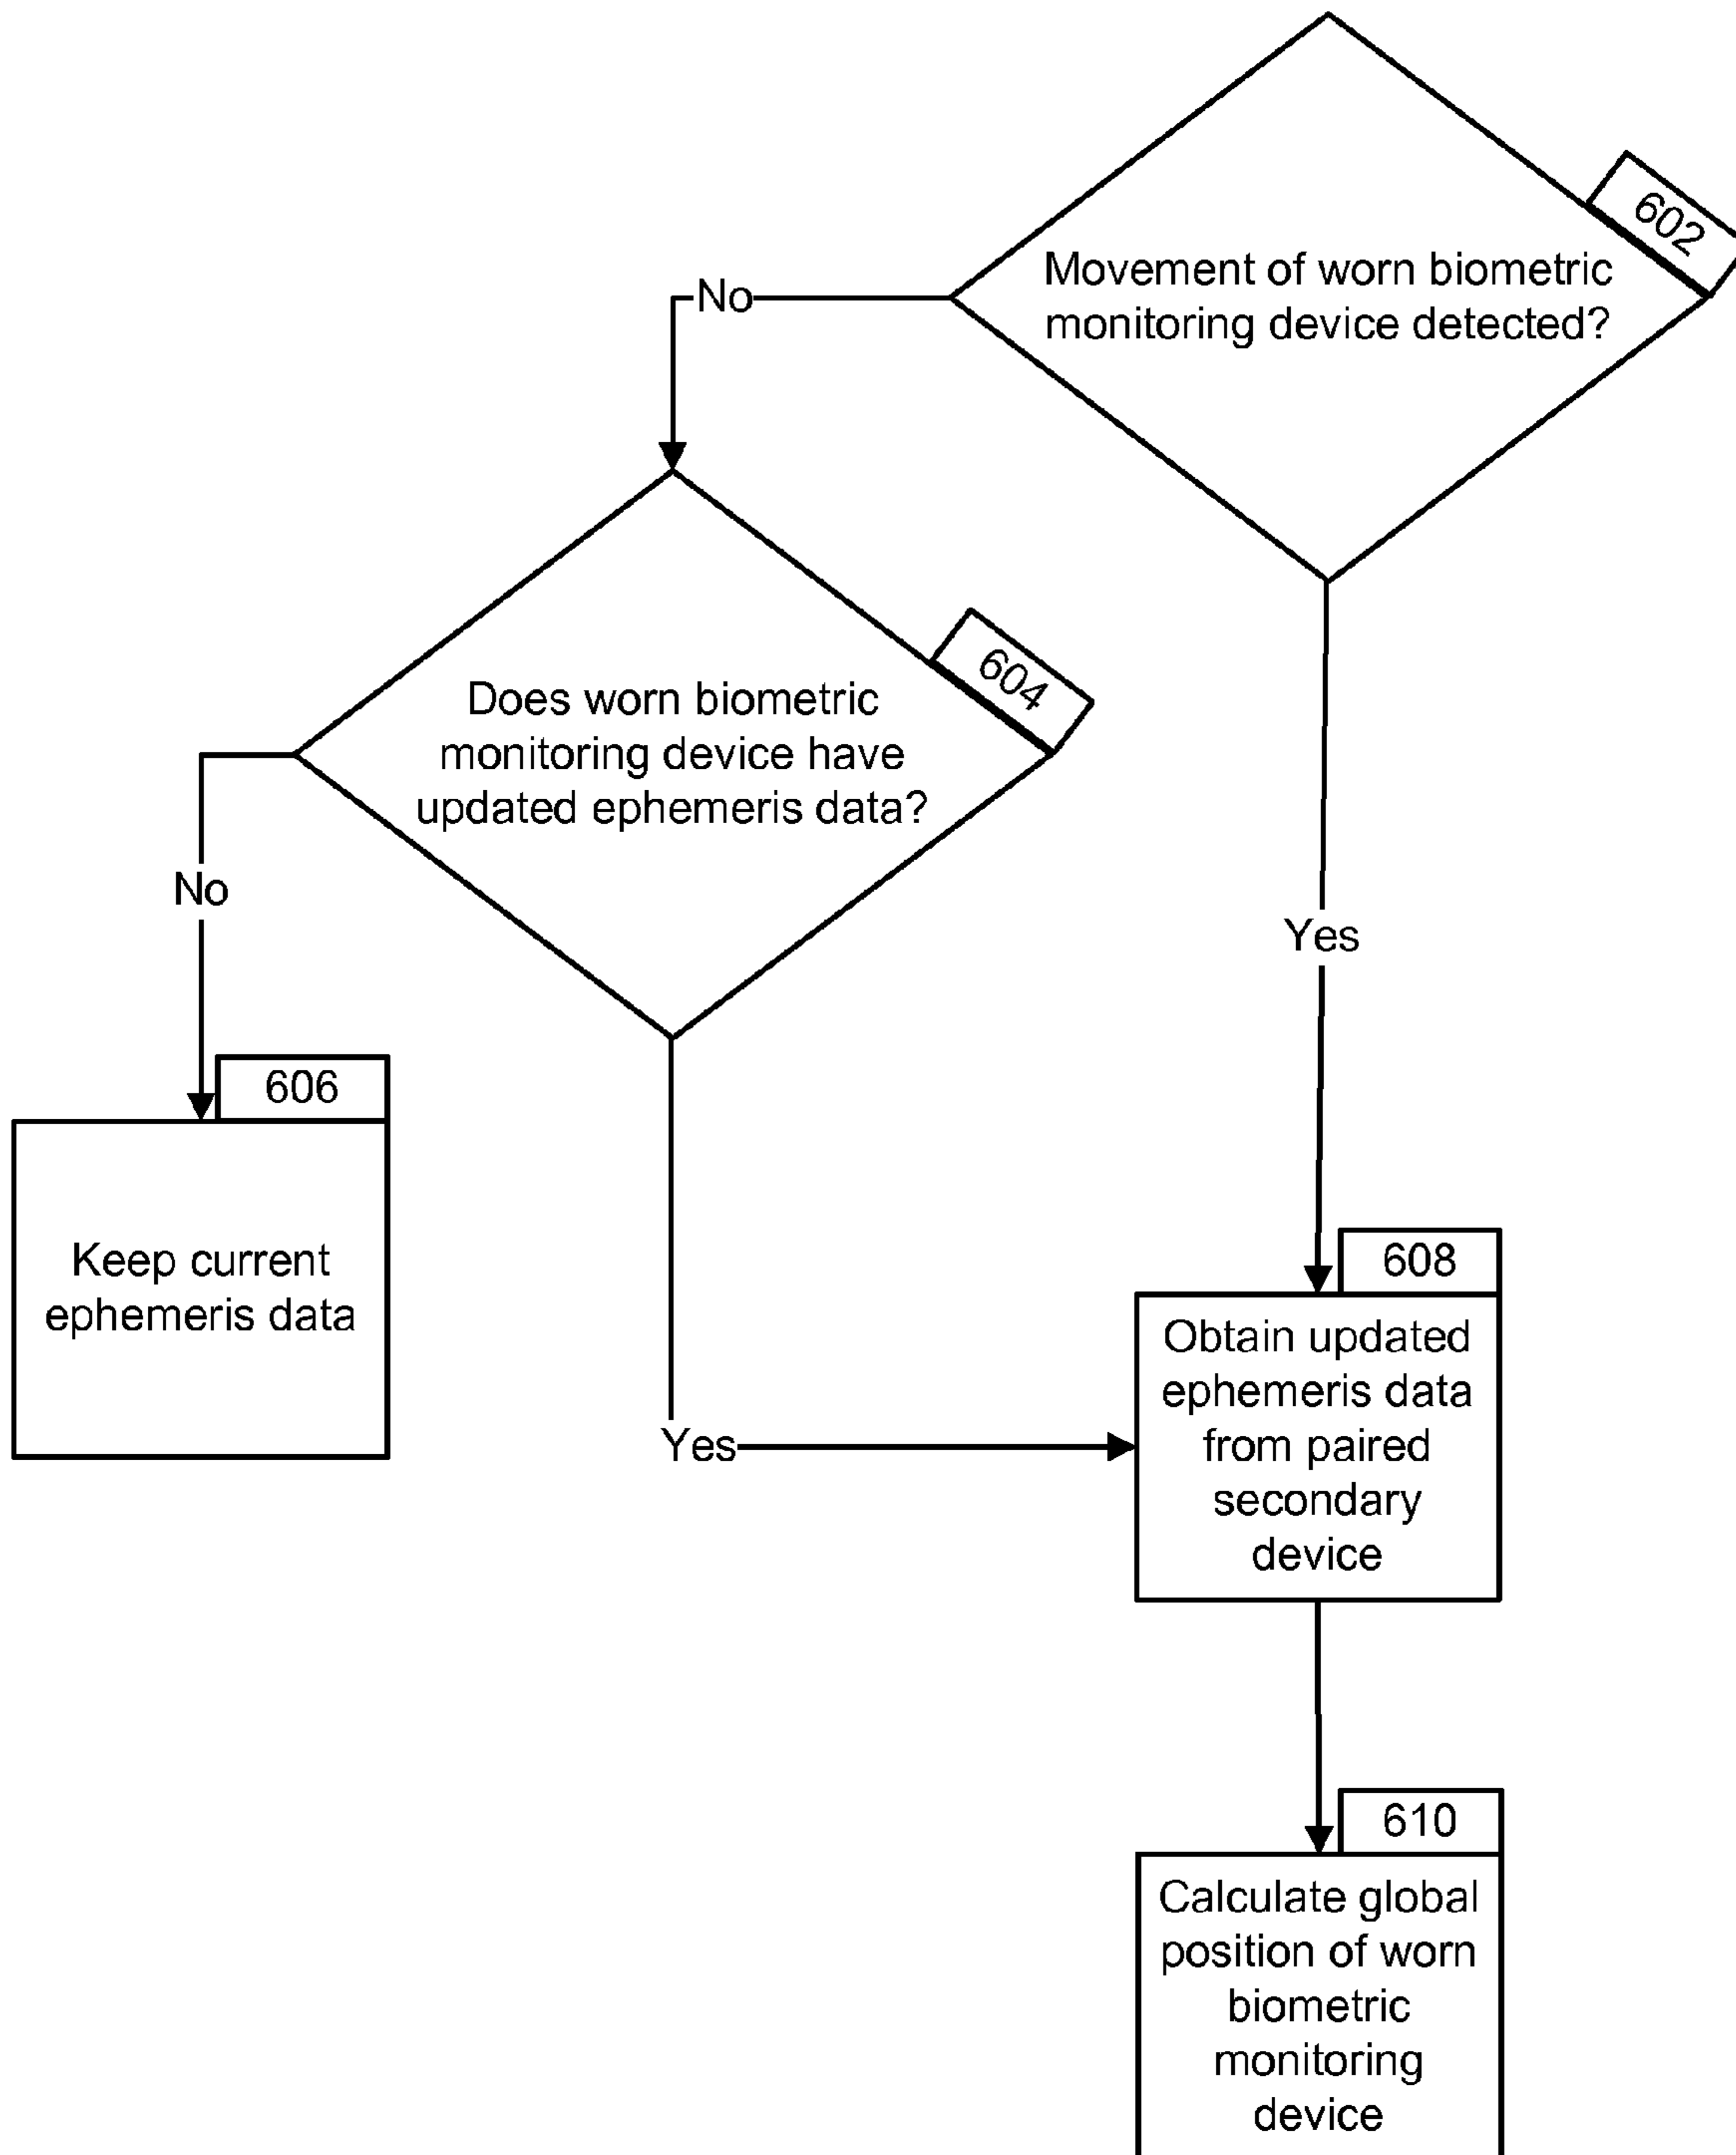 602
Movement of worn biometric
monitoring device detected?
No
604
Does worn biometric
monitoring device have
updated ephemeris data?
No
Yes
606
Keep current
ephemeris data
608
Obtain updated
ephemeris data
from paired
secondary
device
Yes
610
Calculate global
position of worn
biometric
monitoring
device